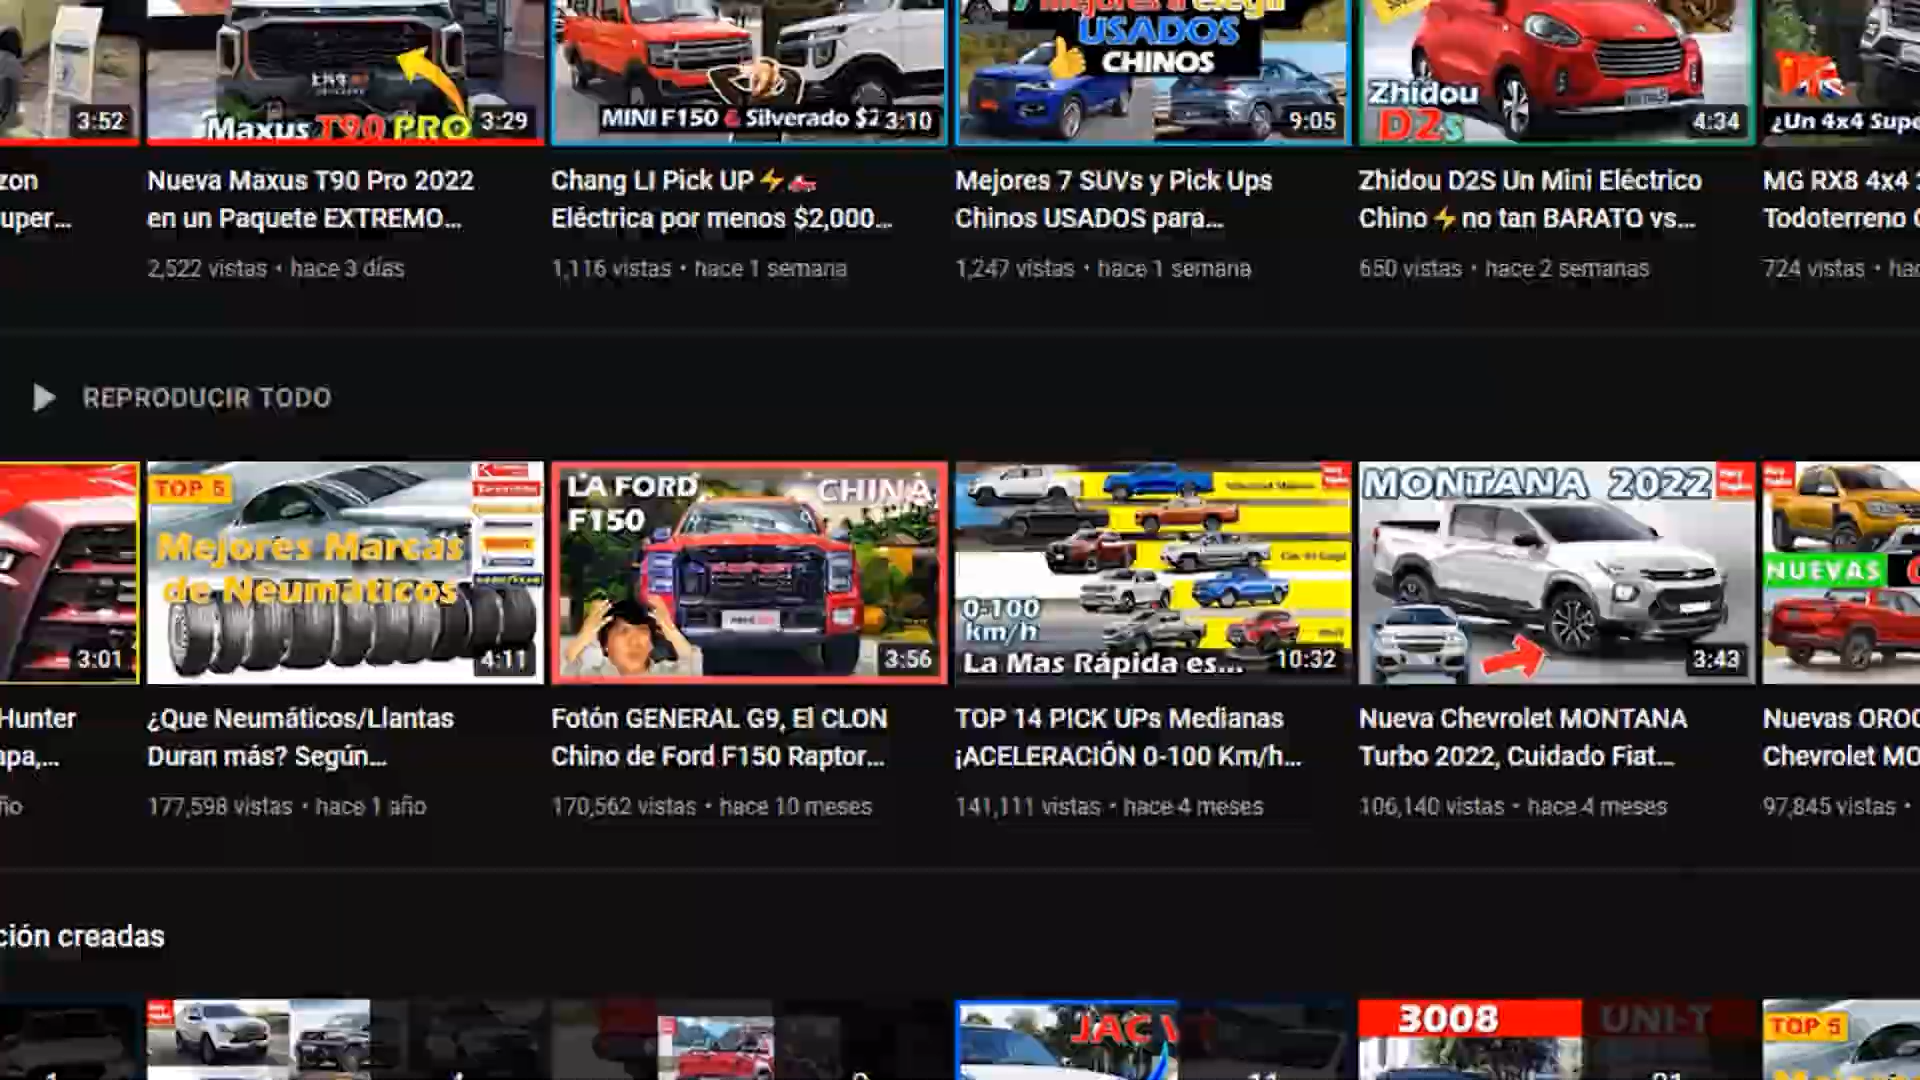 USADOS
CHINOS
3:52
Maxus T90 PRO
3:29
MINI F150 & Silverado $2
3:10
9:05
Zhidou
D2s
4:34
¿Un 4x4 Supe
zon
uper...
Nueva Maxus T90 Pro 2022
en un Paquete EXTREMO...
2,522 vistas • hace 3 días
Chang LI Pick UP ⚡🛻
Eléctrica por menos $2,000...
1,116 vistas • hace 1 semana
Mejores 7 SUVs y Pick Ups
Chinos USADOS para...
1,247 vistas • hace 1 semana
Zhidou D2S Un Mini Eléctrico
Chino ⚡ no tan BARATO vs...
650 vistas • hace 2 semanas
MG RX8 4x4
Todoterreno
724 vistas • hac
REPRODUCIR TODO
3:01
TOP 5
Mejores Marcas
de Neumáticos
4:11
LA FORD
F150
CHINA
3:56
0-100
km/h
La Mas Rápida es...
10:32
MONTANA 2022
3:43
NUEVAS
Hunter
apa,...
ño
¿Que Neumáticos/Llantas
Duran más? Según...
177,598 vistas • hace 1 año
Fotón GENERAL G9, El CLON
Chino de Ford F150 Raptor...
170,562 vistas • hace 10 meses
TOP 14 PICK UPs Medianas
¡ACELERACIÓN 0-100 Km/h...
141,111 vistas • hace 4 meses
Nueva Chevrolet MONTANA
Turbo 2022, Cuidado Fiat...
106,140 vistas • hace 4 meses
Nuevas OROC
Chevrolet MO
97,845 vistas •
ción creadas
JAC
3008
UNI-T
TOP 5